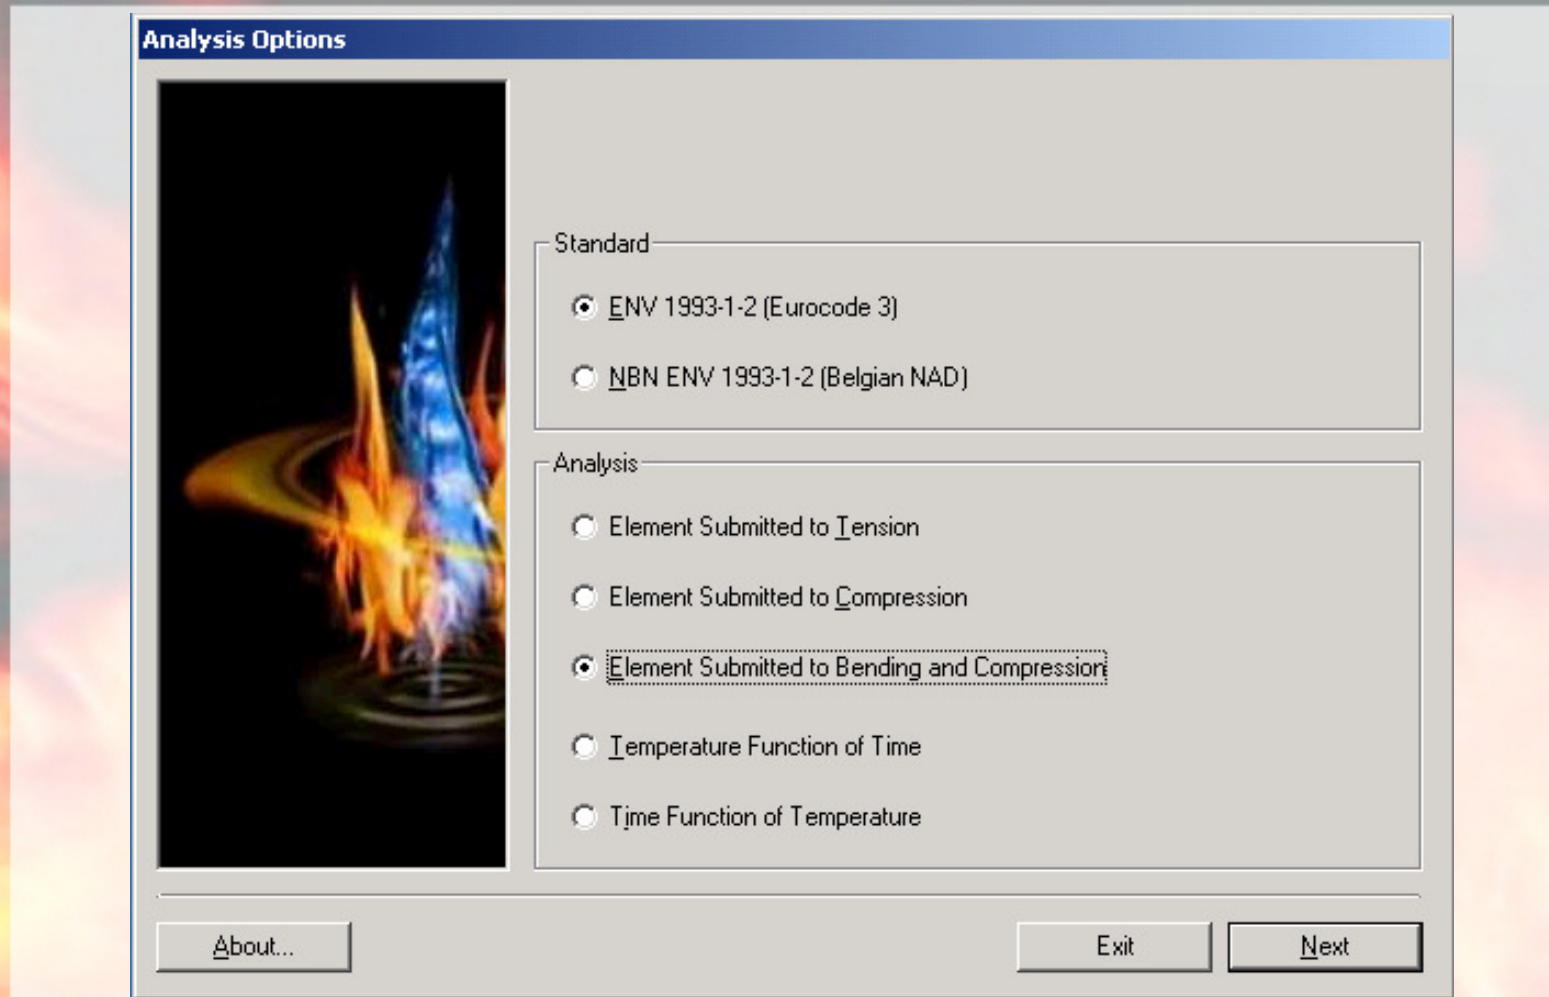 Analysis Options
Standard
ENV 1993-1-2 (Eurocode 3)
NBN ENV 1993-1-2 (Belgian NAD)
Analysis
Element Submitted to Tension
Element Submitted to Compression
Element Submitted to Bending and Compression
Temperature Function of Time
Time Function of Temperature
About...
Exit
Next